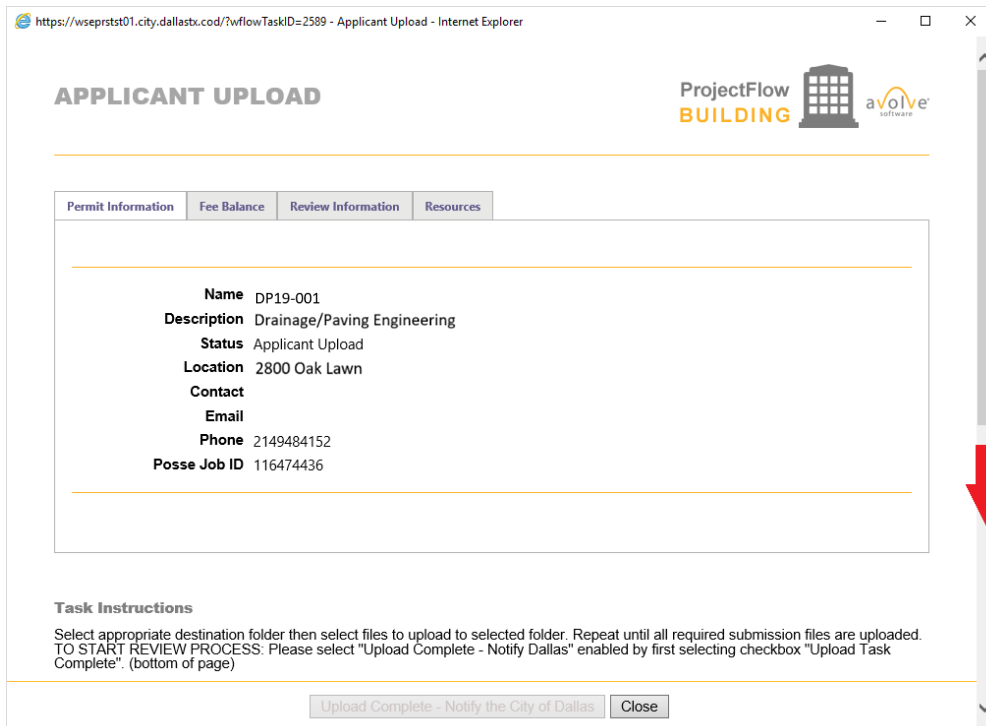 https://wseprstst01.city.dallastx.cod/?wflowTaskID=2589 - Applicant Upload - Internet Explorer
APPLICANT UPLOAD
ProjectFlow
BUILDING
avolve
software
Permit Information Fee Balance Review Information Resources
Name DP19-001
Description Drainage/Paving Engineering
Status Applicant Upload
Location 2800 Oak Lawn
Contact
Email
Phone 2149484152
Posse Job ID 116474436
Task Instructions
Select appropriate destination folder then select files to upload to selected folder. Repeat until all required submission files are uploaded.
TO START REVIEW PROCESS: Please select "Upload Complete - Notify Dallas" enabled by first selecting checkbox "Upload Task
Complete". (bottom of page)
Upload Complete - Notify the City of Dallas Close